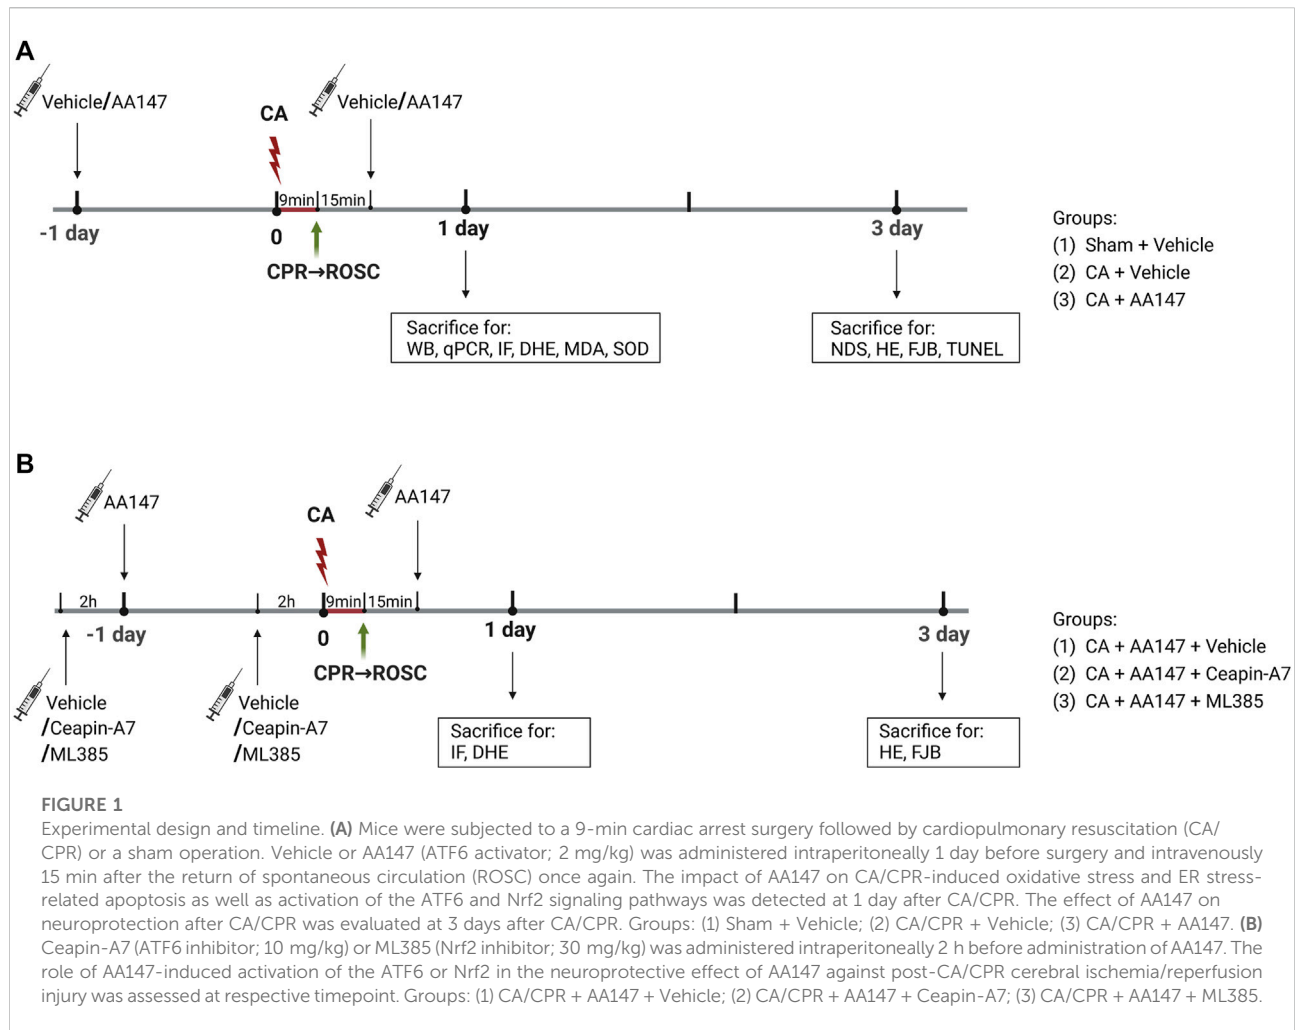 A
Vehicle/AA147
Vehicle/AA147
CA
9min
15min
-1 day
0
1 day
3 day
CPR→ROSC
Sacrifice for:
WB, qPCR, IF, DHE, MDA, SOD
Sacrifice for:
NDS, HE, FJB, TUNEL
Groups:
(1) Sham + Vehicle
(2) CA + Vehicle
(3) CA + AA147
B
AA147
AA147
CA
2h
2h
9min
15min
-1 day
0
1 day
3 day
CPR→ROSC
Vehicle
/Ceapin-A7
/ML385
Vehicle
/Ceapin-A7
/ML385
Sacrifice for:
IF, DHE
Sacrifice for:
HE, FJB
Groups:
(1) CA + AA147 + Vehicle
(2) CA + AA147 + Ceapin-A7
(3) CA + AA147 + ML385
FIGURE 1
Experimental design and timeline. (A) Mice were subjected to a 9-min cardiac arrest surgery followed by cardiopulmonary resuscitation (CA/
CPR) or a sham operation. Vehicle or AA147 (ATF6 activator; 2 mg/kg) was administered intraperitoneally 1 day before surgery and intravenously
15 min after the return of spontaneous circulation (ROSC) once again. The impact of AA147 on CA/CPR-induced oxidative stress and ER stress-
related apoptosis as well as activation of the ATF6 and Nrf2 signaling pathways was detected at 1 day after CA/CPR. The effect of AA147 on
neuroprotection after CA/CPR was evaluated at 3 days after CA/CPR. Groups: (1) Sham + Vehicle; (2) CA/CPR + Vehicle; (3) CA/CPR + AA147. (B)
Ceapin-A7 (ATF6 inhibitor; 10 mg/kg) or ML385 (Nrf2 inhibitor; 30 mg/kg) was administered intraperitoneally 2 h before administration of AA147. The
role of AA147-induced activation of the ATF6 or Nrf2 in the neuroprotective effect of AA147 against post-CA/CPR cerebral ischemia/reperfusion
injury was assessed at respective timepoint. Groups: (1) CA/CPR + AA147 + Vehicle; (2) CA/CPR + AA147 + Ceapin-A7; (3) CA/CPR + AA147 + ML385.